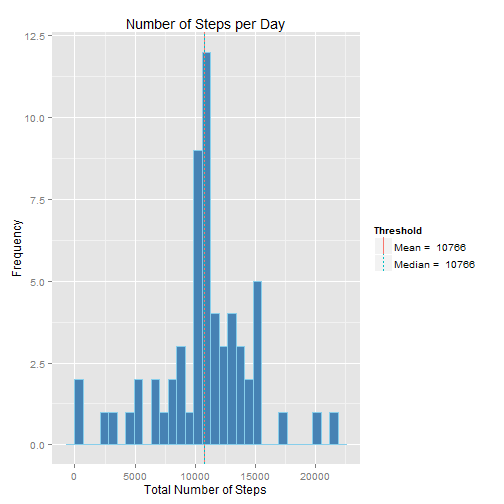 Number of Steps per Day
12.5
10.0
7.5
5.0
2.5
0.0
Frequency
0
5000
10000
15000
20000
Total Number of Steps
Threshold
Mean = 10766
Median = 10766